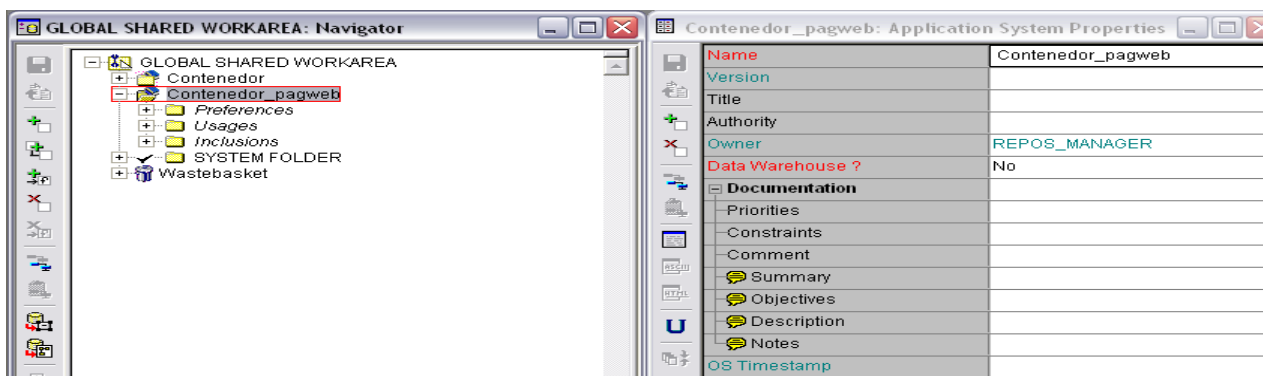 GLOBAL SHARED WORKAREA: Navigator
GLOBAL SHARED WORKAREA
Contenedor
Contenedor_pagweb
Preferences
Usages
Inclusions
SYSTEM FOLDER
Wastebasket
Contenedor_pagweb: Application System Properties
Name Contenedor_pagweb
Version
Title
Authority
Owner REPOS_MANAGER
Data Warehouse ? No
Documentation
Priorities
Constraints
Comment
Summary
Objectives
Description
Notes
OS Timestamp
ASCII
HTML
U